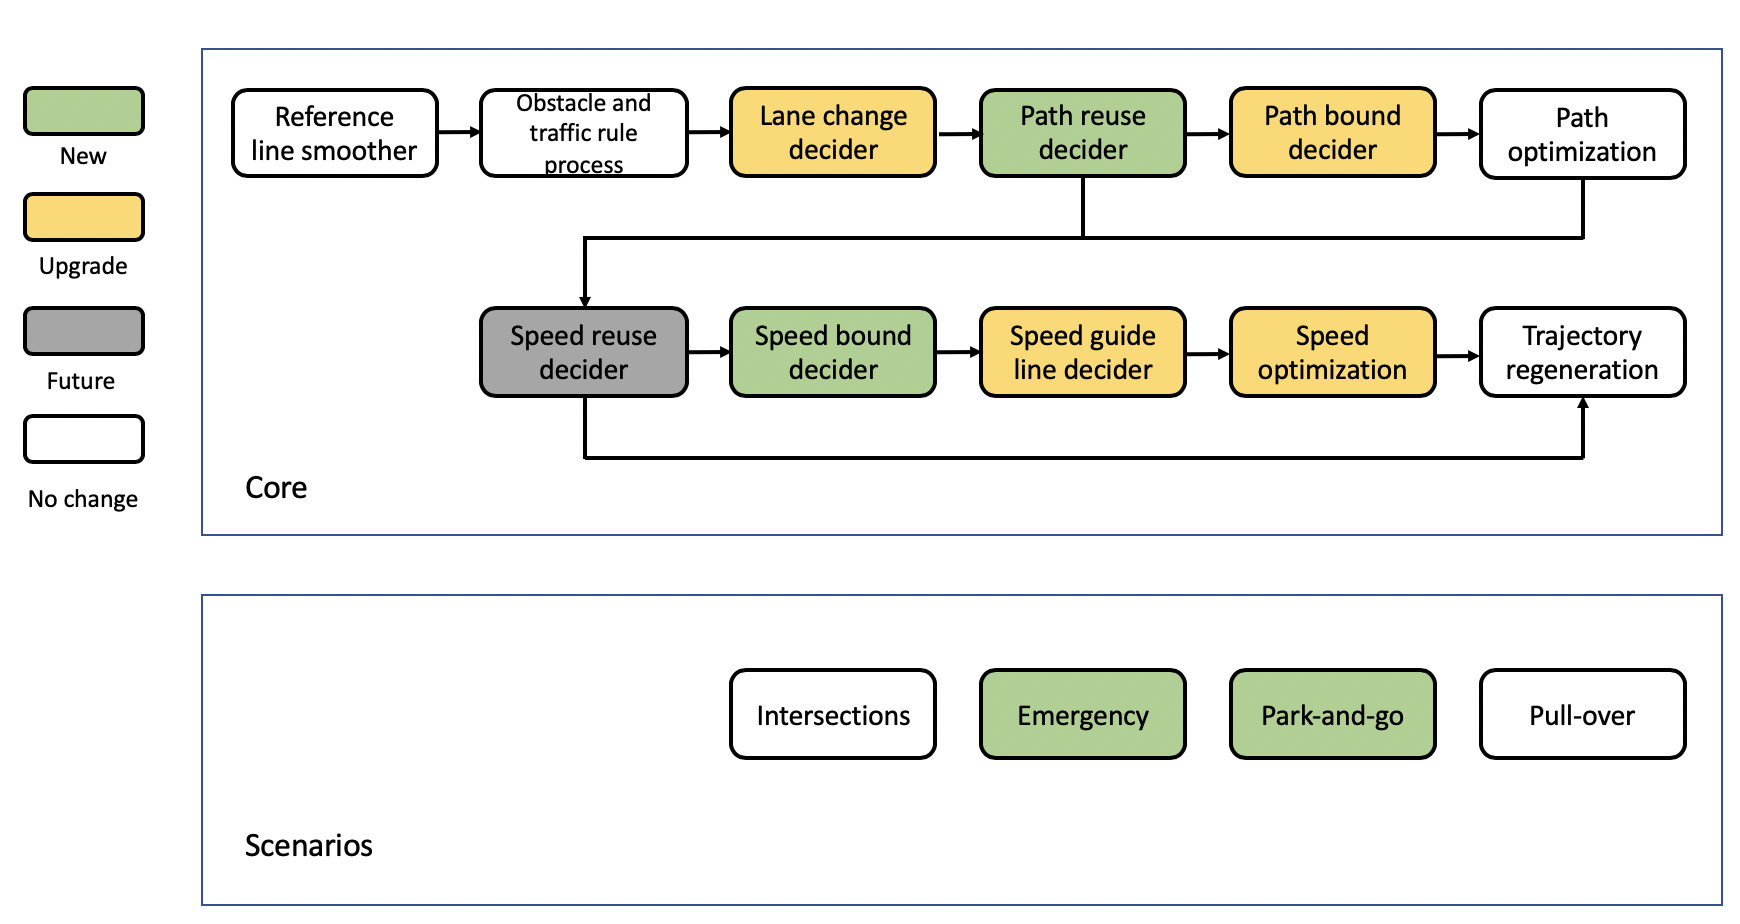 New
Upgrade
Future
No change
Reference
line smoother
Obstacle and
traffic rule
process
Lane change
decider
Path reuse
decider
Path bound
decider
Path
optimization
Speed reuse
decider
Speed bound
decider
Speed guide
line decider
Speed
optimization
Trajectory
regeneration
Core
Intersections
Emergency
Park-and-go
Pull-over
Scenarios